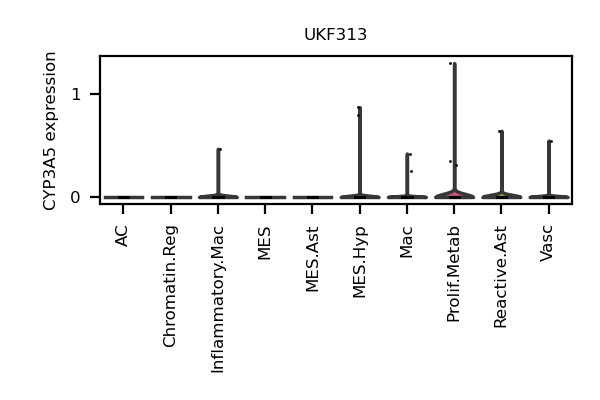 UKF313
CYP3A5 expression
1
0
AC
Chromatin.Reg
Inflammatory.Mac
MES
MES.Ast
MES.Hyp
Mac
Prolif.Metab
Reactive.Ast
Vasc